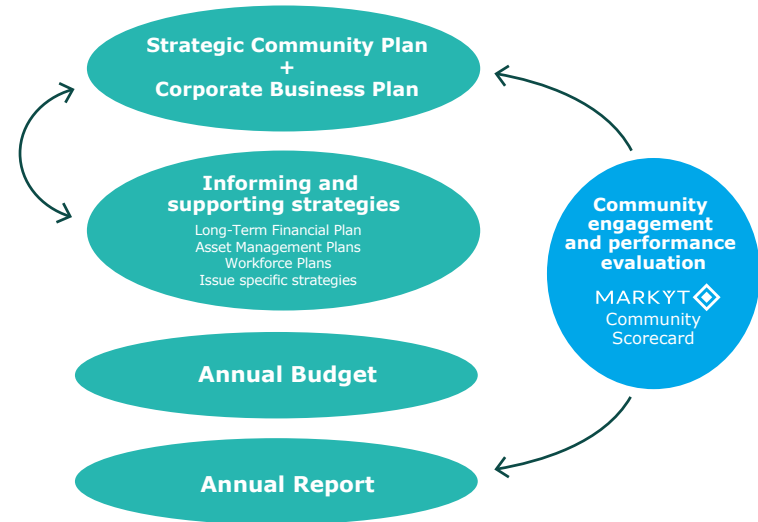 Strategic Community Plan
+
Corporate Business Plan
Informing and
supporting strategies
Long-Term Financial Plan
Asset Management Plans
Workforce Plans
Issue specific strategies
Annual Budget
Annual Report
Community
engagement
and performance
evaluation
MARKŸT
Community
Scorecard